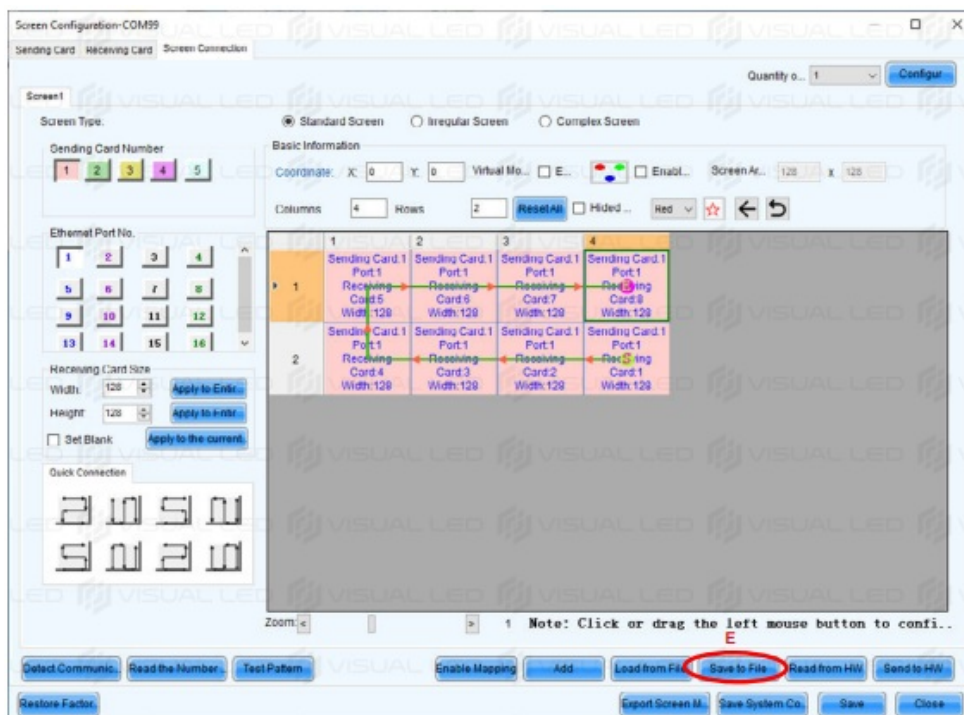 Screen Configuration-COM99
Sending Card Receiving Card Screen Connection
Quantity o... 1 Configur
Screen1
Screen Type. Standard Screen Irregular Screen Complex Screen
Sending Card Number
1 2 3 4 5
Basic Information
Coordinate: X: 0 Y: 0 Virtual Mo... E... Enabl... Screen Ar... 128 x 128
Columns 4 Rows 2 Reset All Hided ... Red
Ethernet Port No.
1 2 3 4
5 6 7 8
9 10 11 12
13 14 15 16
1 2 3 4
1
Sending Card:1 Sending Card:1 Sending Card:1 Sending Card:1
Port:1 Port:1 Port:1 Port:1
Receiving Receiving Receiving Receiving
Card:5 Card:6 Card:7 Card:8
Width:128 Width:128 Width:128 Width:128
2
Sending Card:1 Sending Card:1 Sending Card:1 Sending Card:1
Port:1 Port:1 Port:1 Port:1
Receiving Receiving Receiving Receiving
Card:4 Card:3 Card:2 Card:1
Width:128 Width:128 Width:128 Width:128
Receiving Card Size
Width: 128 Apply to Entir...
Height 128 Apply to Entir...
Set Blank Apply to the current...
Quick Connection
Zoom: < > 1 Note: Click or drag the left mouse button to confi..
E
Detect Communic... Read the Number... Test Pattern Enable Mapping Add Load from File Save to File Read from HW Send to HW
Restore Factor.. Export Screen M... Save System Co.. Save Close
VISUAL LED